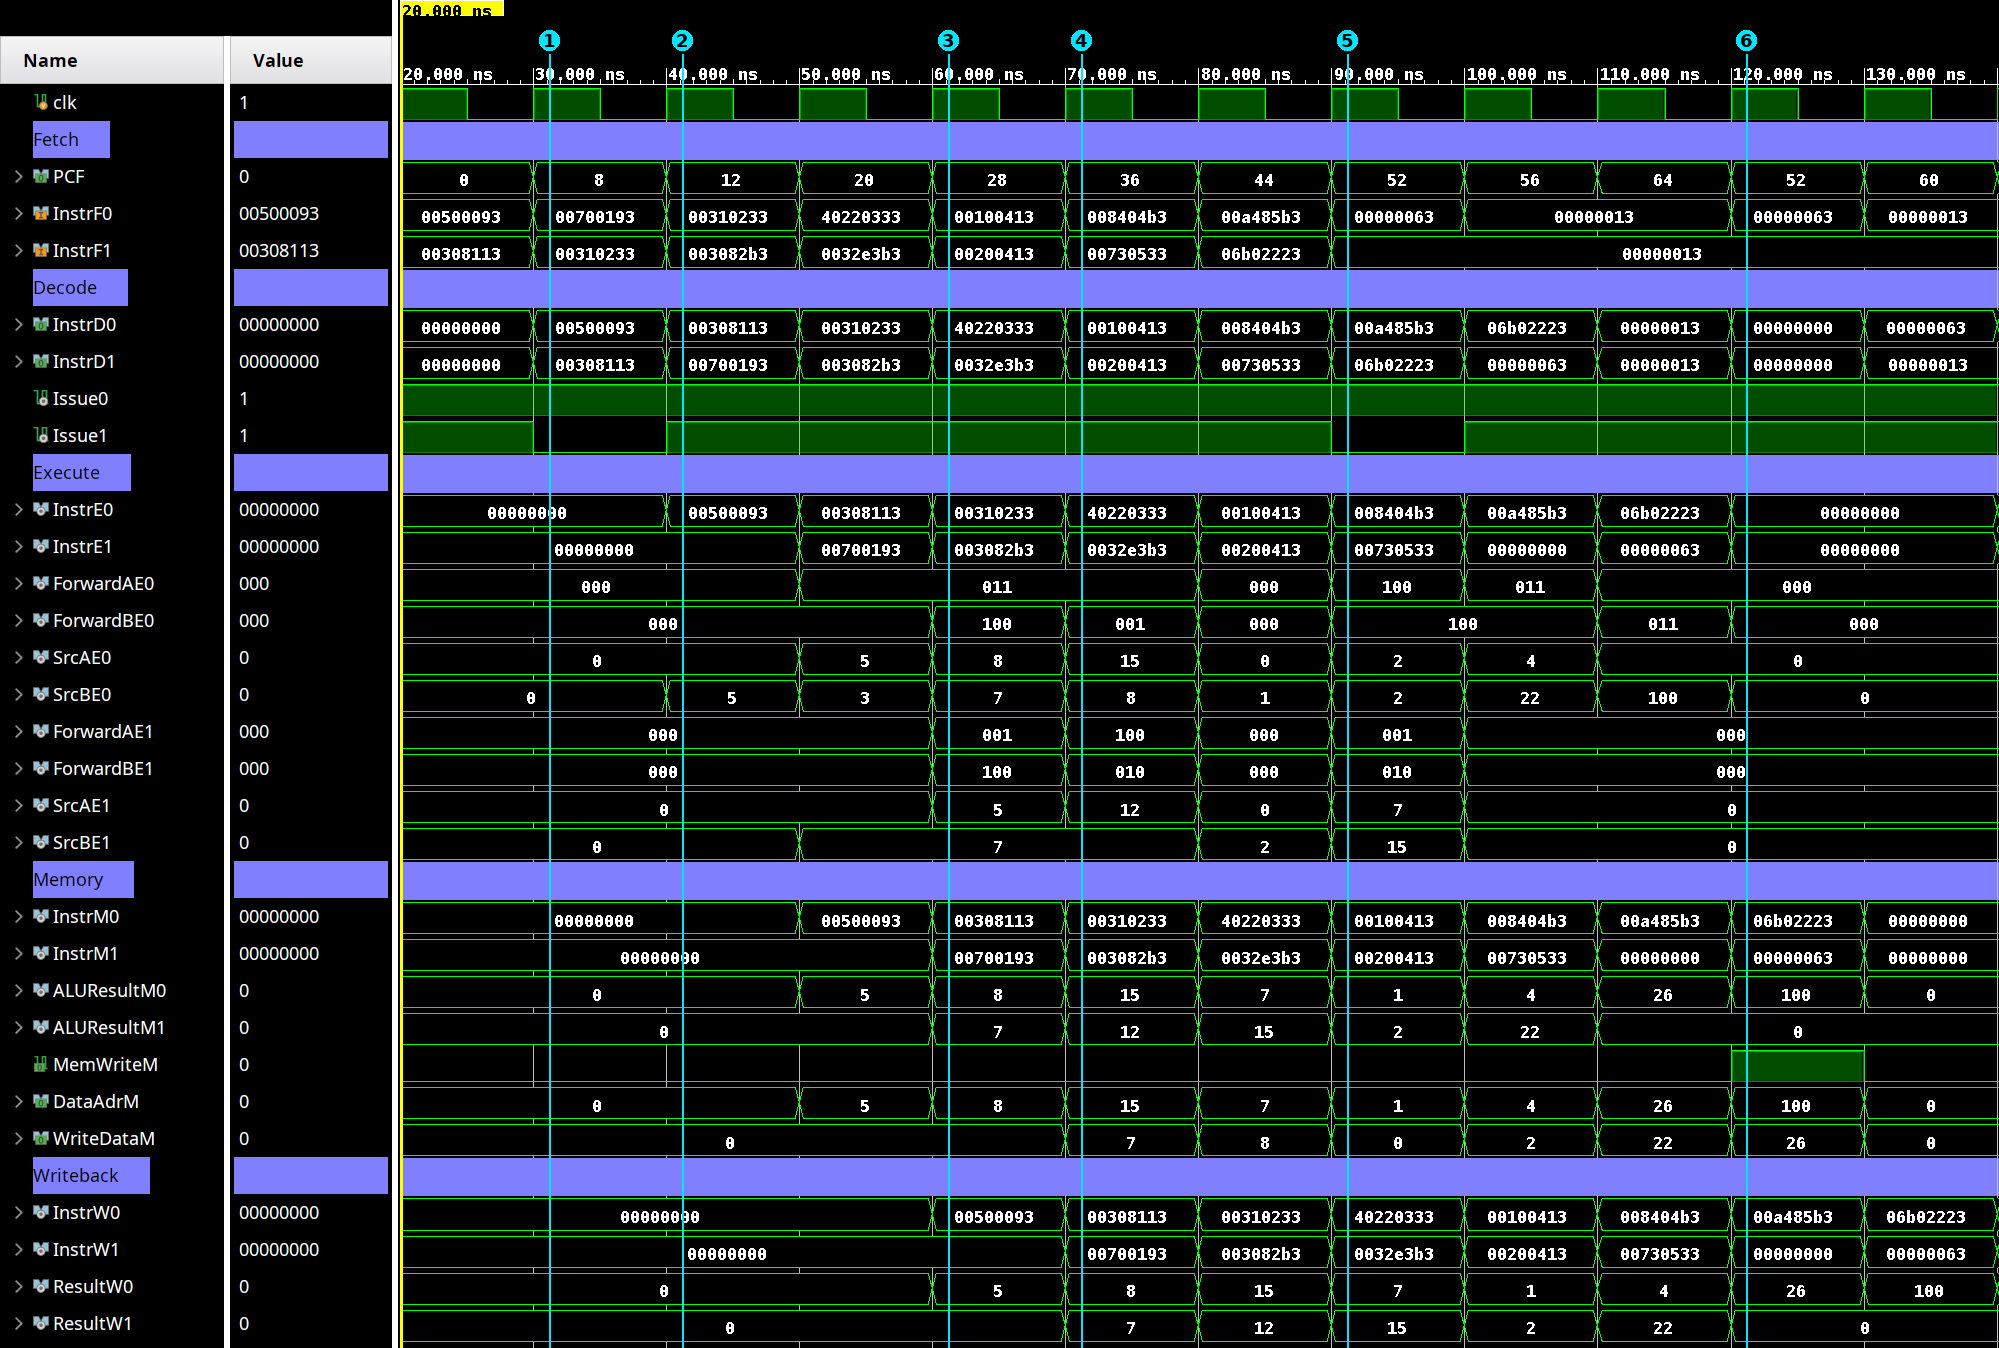 20.000 ns
1 2 3 4 5 6
Name Value
20.000 ns 30.000 ns 40.000 ns 50.000 ns 60.000 ns 70.000 ns 80.000 ns 90.000 ns 100.000 ns 110.000 ns 120.000 ns 130.000 ns
clk 1
Fetch
PCF 0 0 8 12 20 28 36 44 52 56 64 52 60
InstrF0 00500093 00500093 00700193 00310233 40220333 00100413 008404b3 00a485b3 00000063 00000013 00000063 00000013
InstrF1 00308113 00308113 00310233 003082b3 0032e3b3 00200413 00730533 06b02223 00000013
Decode
InstrD0 00000000 00000000 00500093 00308113 00310233 40220333 00100413 008404b3 00a485b3 06b02223 00000013 00000000 00000063
InstrD1 00000000 00000000 00308113 00700193 003082b3 0032e3b3 00200413 00730533 06b02223 00000063 00000013 00000000 00000013
Issue0 1
Issue1 1
Execute
InstrE0 00000000 00000000 00500093 00308113 00310233 40220333 00100413 008404b3 00a485b3 06b02223 00000000
InstrE1 00000000 00000000 00700193 003082b3 0032e3b3 00200413 00730533 00000000 00000063 00000000
ForwardAE0 000 000 011 000 100 011 000
ForwardBE0 000 000 100 001 000 100 011 000
SrcAE0 0 0 5 8 15 0 2 4 0
SrcBE0 0 0 5 3 7 8 1 2 22 100 0
ForwardAE1 000 000 001 100 000 001 000
ForwardBE1 000 000 100 010 000 010 000
SrcAE1 0 0 5 12 0 7 0
SrcBE1 0 0 7 2 15 0
Memory
InstrM0 00000000 00000000 00500093 00308113 00310233 40220333 00100413 008404b3 00a485b3 06b02223 00000000
InstrM1 00000000 00000000 00700193 003082b3 0032e3b3 00200413 00730533 00000000 00000063 00000000
ALUResultM0 0 0 5 8 15 7 1 4 26 100 0
ALUResultM1 0 0 7 12 15 2 22 0
MemWriteM 0
DataAdrM 0 0 5 8 15 7 1 4 26 100 0
WriteDataM 0 0 7 8 0 2 22 26 0
Writeback
InstrW0 00000000 00000000 00500093 00308113 00310233 40220333 00100413 008404b3 00a485b3 06b02223
InstrW1 00000000 00000000 00700193 003082b3 0032e3b3 00200413 00730533 00000000 00000063
ResultW0 0 0 5 8 15 7 1 4 26 100
ResultW1 0 0 7 12 15 2 22 0